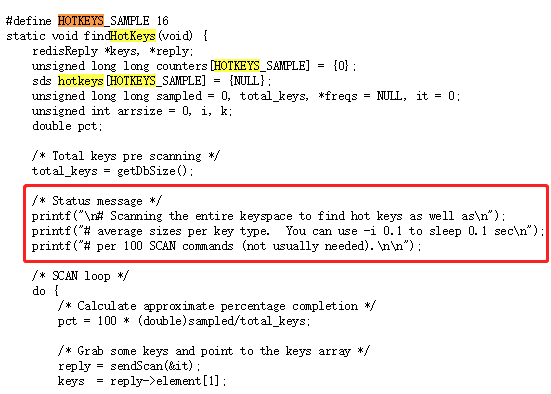 #define HOTKEYS_SAMPLE 16
static void findHotKeys(void) {
    redisReply *keys, *reply;
    unsigned long long counters[HOTKEYS_SAMPLE] = {0};
    sds hotkeys[HOTKEYS_SAMPLE] = {NULL};
    unsigned long long sampled = 0, total_keys, *freqs = NULL, it = 0;
    unsigned int arrsize = 0, i, k;
    double pct;

    /* Total keys pre scanning */
    total_keys = getDbSize();

    /* Status message */
    printf("\n# Scanning the entire keyspace to find hot keys as well as\n");
    printf("# average sizes per key type.  You can use -i 0.1 to sleep 0.1 sec\n");
    printf("# per 100 SCAN commands (not usually needed).\n\n");

    /* SCAN loop */
    do {
        /* Calculate approximate percentage completion */
        pct = 100 * (double)sampled/total_keys;

        /* Grab some keys and point to the keys array */
        reply = sendScan(&it);
        keys  = reply->element[1];